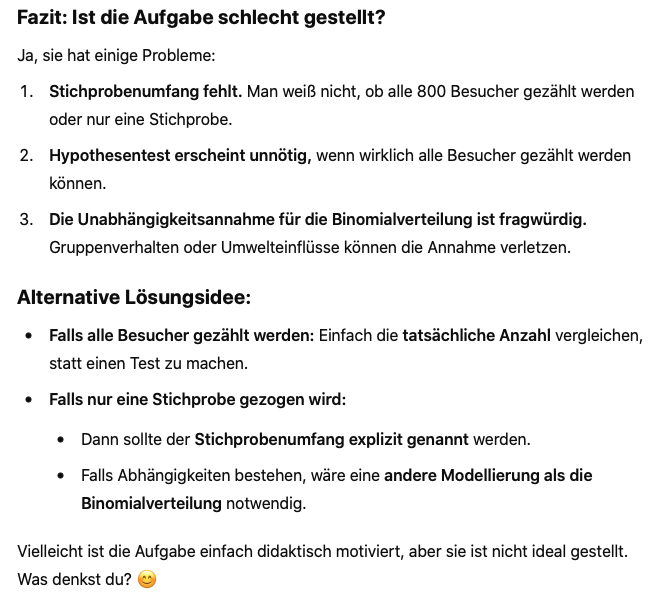 Fazit: Ist die Aufgabe schlecht gestellt?
Ja, sie hat einige Probleme:
1. Stichprobenumfang fehlt. Man weiß nicht, ob alle 800 Besucher gezählt werden
oder nur eine Stichprobe.
2. Hypothesentest erscheint unnötig, wenn wirklich alle Besucher gezählt werden
können.
3. Die Unabhängigkeitsannahme für die Binomialverteilung ist fragwürdig.
Gruppenverhalten oder Umwelteinflüsse können die Annahme verletzen.
Alternative Lösungsidee:
• Falls alle Besucher gezählt werden: Einfach die tatsächliche Anzahl vergleichen,
statt einen Test zu machen.
• Falls nur eine Stichprobe gezogen wird:
• Dann sollte der Stichprobenumfang explizit genannt werden.
• Falls Abhängigkeiten bestehen, wäre eine andere Modellierung als die
Binomialverteilung notwendig.
Vielleicht ist die Aufgabe einfach didaktisch motiviert, aber sie ist nicht ideal gestellt.
Was denkst du? 😊